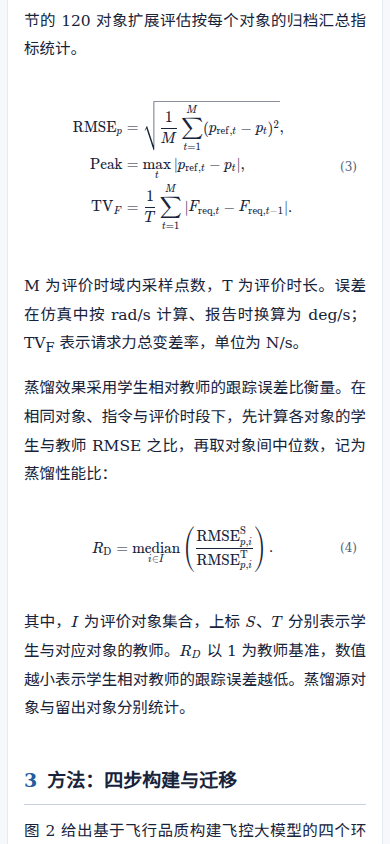 节的 120 对象扩展评估按每个对象的归档汇总指
标统计。
RMSE_p = √(1/M ∑_{t=1}^{M} (p_{ref,t} − p_t)²),
Peak = max_t |p_{ref,t} − p_t|,
(3)
TV_F = 1/T ∑_{t=1}^{M} |F_{req,t} − F_{req,t−1}|.
M 为评价时域内采样点数，T 为评价时长。误差
在仿真中按 rad/s 计算、报告时换算为 deg/s；
TV_F 表示请求力总变差率，单位为 N/s。
蒸馏效果采用学生相对教师的跟踪误差比衡量。在
相同对象、指令与评价时段下，先计算各对象的学
生与教师 RMSE 之比，再取对象间中位数，记为
蒸馏性能比：
R_D = median_{i∈I} (RMSE^S_{p,i} / RMSE^T_{p,i}). (4)
其中，I 为评价对象集合，上标 S、T 分别表示学
生与对应对象的教师。R_D 以 1 为教师基准，数值
越小表示学生相对教师的跟踪误差越低。蒸馏源对
象与留出对象分别统计。
3 方法：四步构建与迁移
图 2 给出基于飞行品质构建飞控大模型的四个环